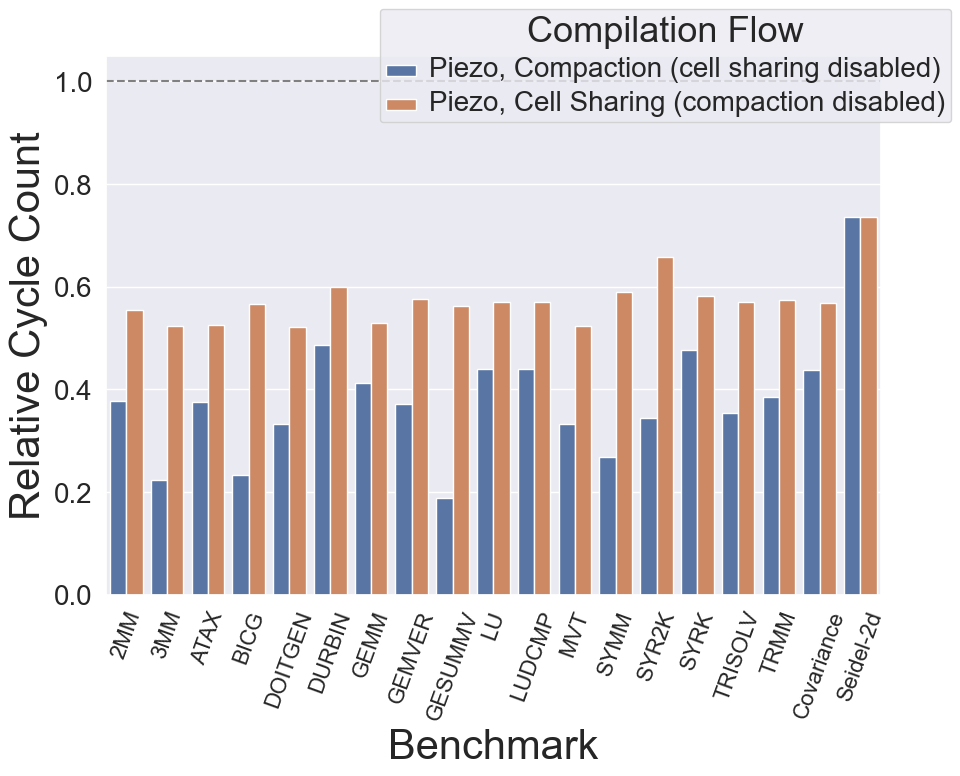 Compilation Flow
Piezo, Compaction (cell sharing disabled)
Piezo, Cell Sharing (compaction disabled)
Relative Cycle Count
1.0
0.8
0.6
0.4
0.2
0.0
2MM
3MM
ATAX
BICG
DOITGEN
DURBIN
GEMM
GEMVER
GESUMMV
LU
LUDCMP
MVT
SYMM
SYR2K
SYRK
TRISOLV
TRMM
Covariance
Seidel-2d
Benchmark